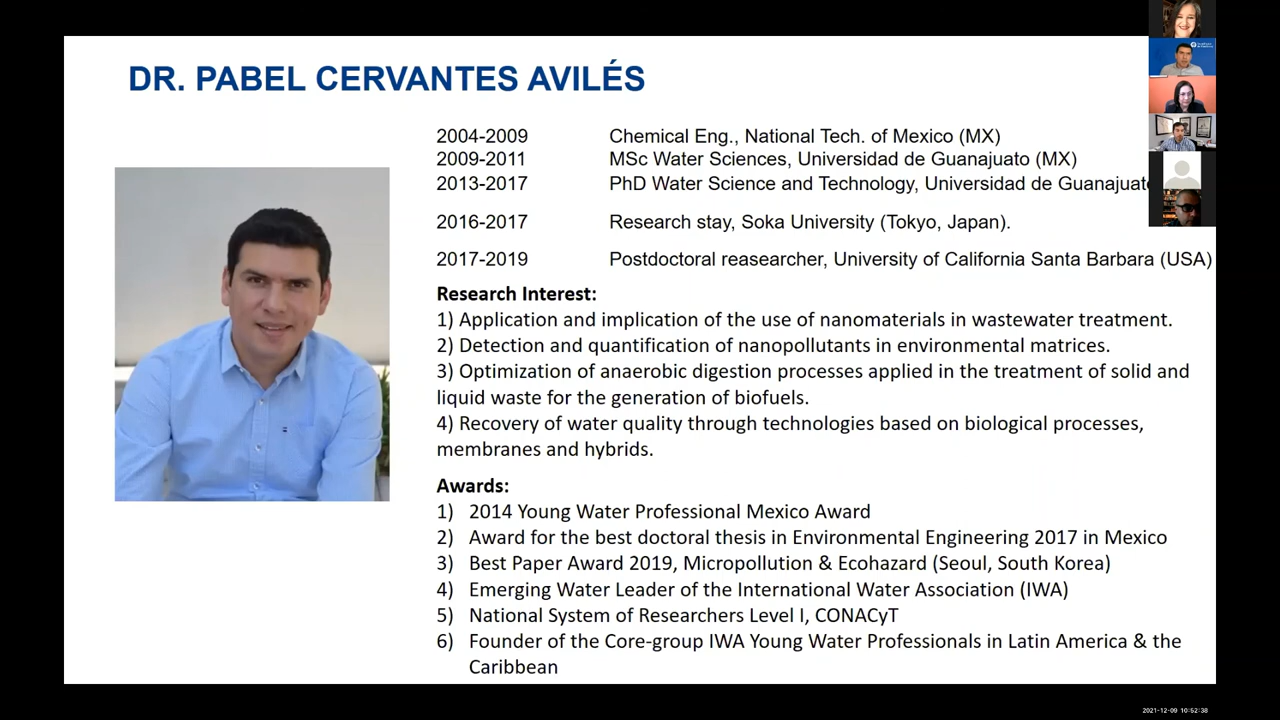 DR. PABEL CERVANTES AVILÉS
2004-2009 Chemical Eng., National Tech. of Mexico (MX)
2009-2011 MSc Water Sciences, Universidad de Guanajuato (MX)
2013-2017 PhD Water Science and Technology, Universidad de
2016-2017 Research stay, Soka University (Tokyo, Japan).
2017-2019 Postdoctoral reasearcher, University of California Santa Barbara (USA)
Research Interest:
1) Application and implication of the use of nanomaterials in wastewater treatment.
2) Detection and quantification of nanopollutants in environmental matrices.
3) Optimization of anaerobic digestion processes applied in the treatment of solid and
liquid waste for the generation of biofuels.
4) Recovery of water quality through technologies based on biological processes,
membranes and hybrids.
Awards:
1) 2014 Young Water Professional Mexico Award
2) Award for the best doctoral thesis in Environmental Engineering 2017 in Mexico
3) Best Paper Award 2019, Micropollution & Ecohazard (Seoul, South Korea)
4) Emerging Water Leader of the International Water Association (IWA)
5) National System of Researchers Level I, CONACyT
6) Founder of the Core-group IWA Young Water Professionals in Latin America & the
Caribbean
2021-12-09 10:52:38